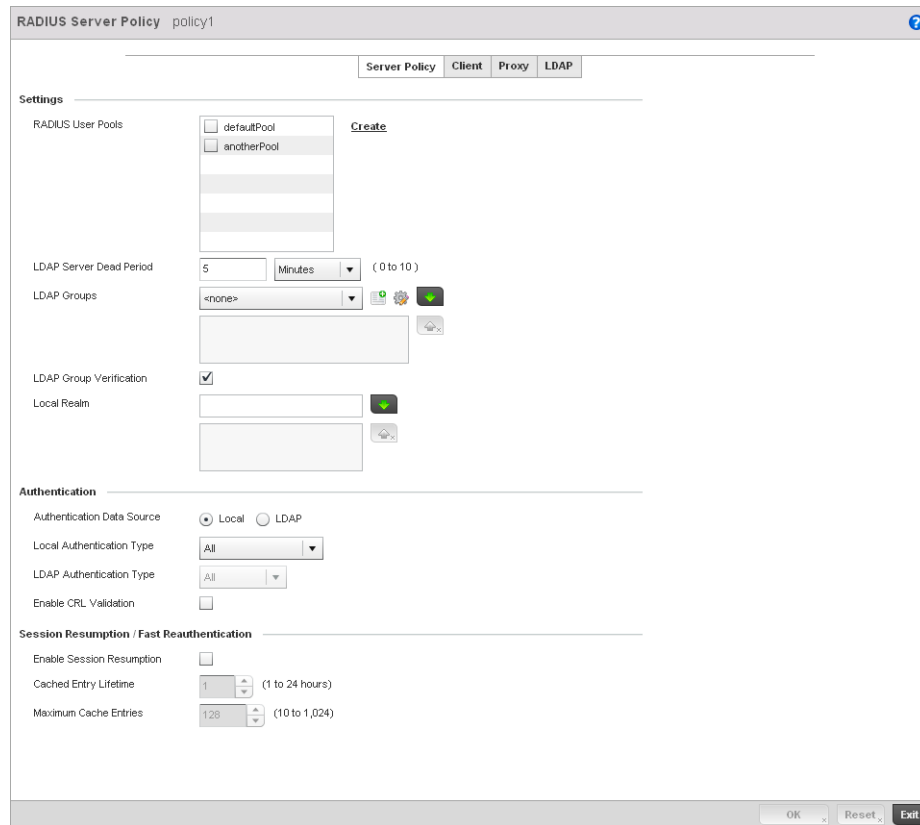 RADIUS Server Policy policy1
Server Policy Client Proxy LDAP
Settings
RADIUS User Pools
defaultPool
Create
anotherPool
LDAP Server Dead Period 5 Minutes ( 0 to 10 )
LDAP Groups <none>
LDAP Group Verification
Local Realm
Authentication
Authentication Data Source Local LDAP
Local Authentication Type All
LDAP Authentication Type All
Enable CRL Validation
Session Resumption / Fast Reauthentication
Enable Session Resumption
Cached Entry Lifetime 1 (1 to 24 hours)
Maximum Cache Entries 128 (10 to 1,024)
OK Reset Exit